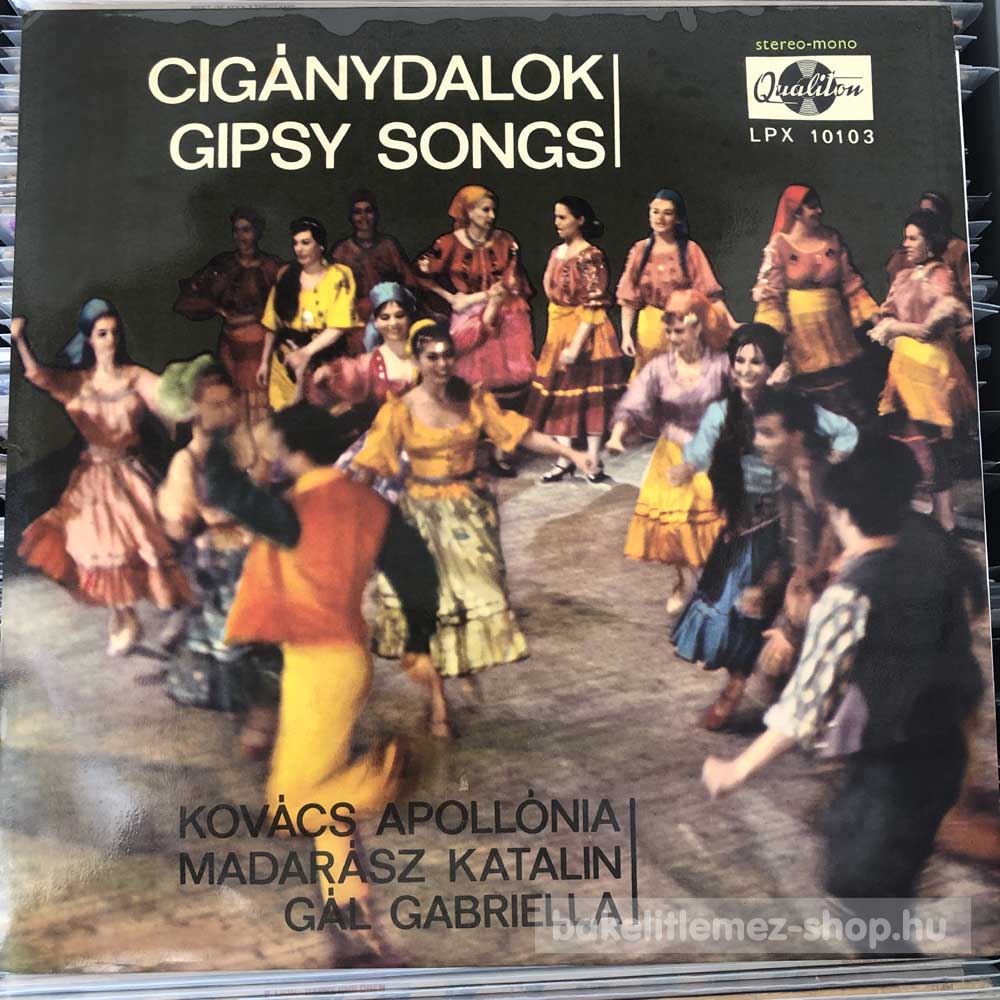 CIGÁNYDALOK
GIPSY SONGS
stereo-mono
Qualiton
LPX 10103
KOVÁCS APOLLÓNIA
MADARÁSZ KATALIN
GÁL GABRIELLA
bakelitlemez-shop.hu